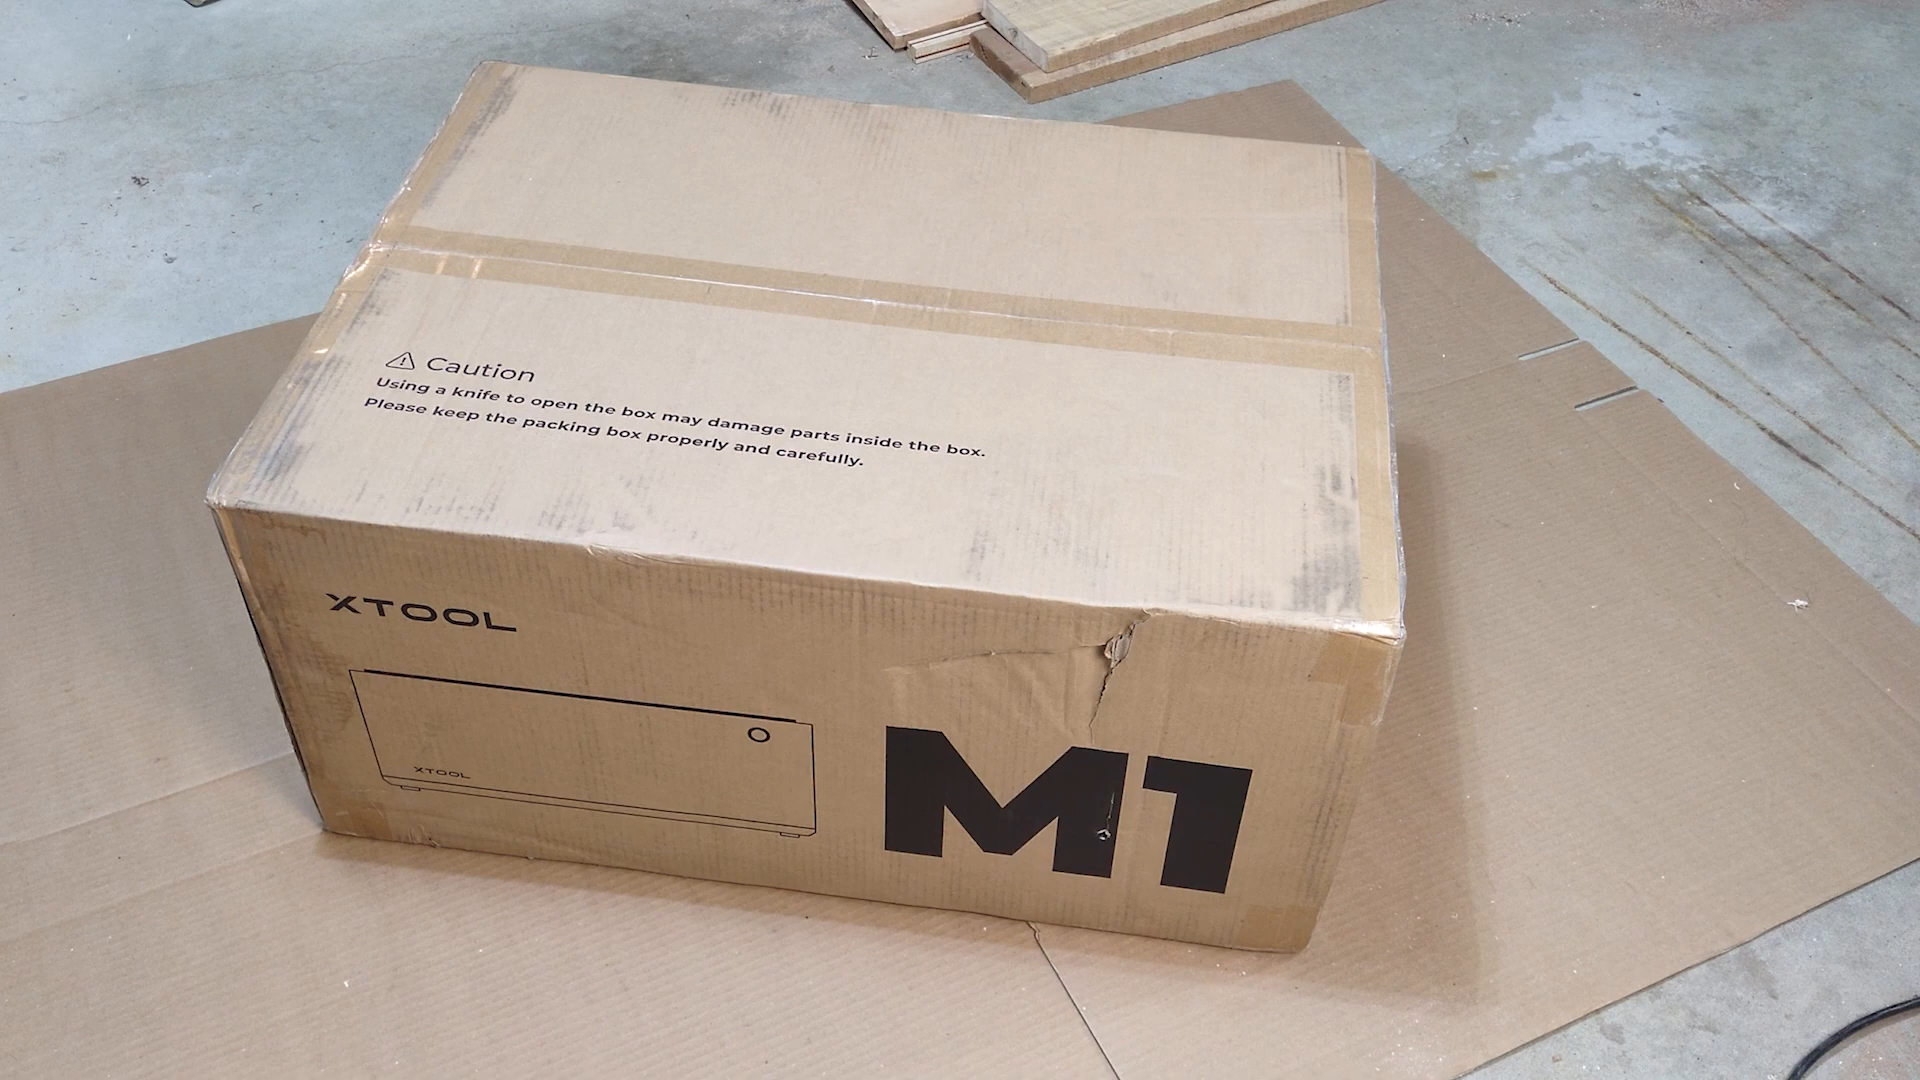 Caution
Using a knife to open the box may damage parts inside the box.
Please keep the packing box properly and carefully.
XTOOL
XTOOL
M1